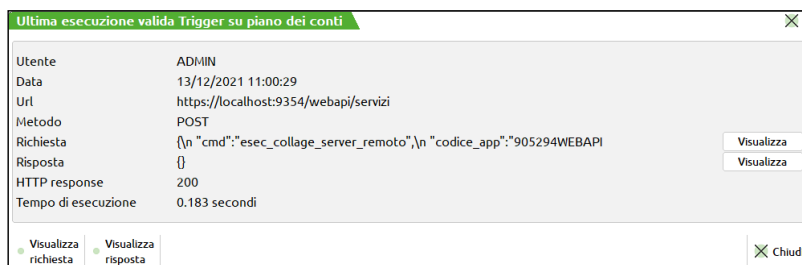 Ultima esecuzione valida Trigger su piano dei conti
Utente ADMIN
Data 13/12/2021 11:00:29
Url https://localhost:9354/webapi/servizi
Metodo POST
Richiesta {\n "cmd":"esec_collage_server_remoto",\n "codice_app":"905294WEBAPI Visualizza
Risposta {} Visualizza
HTTP response 200
Tempo di esecuzione 0.183 secondi
Visualizza richiesta
Visualizza risposta
Chiud